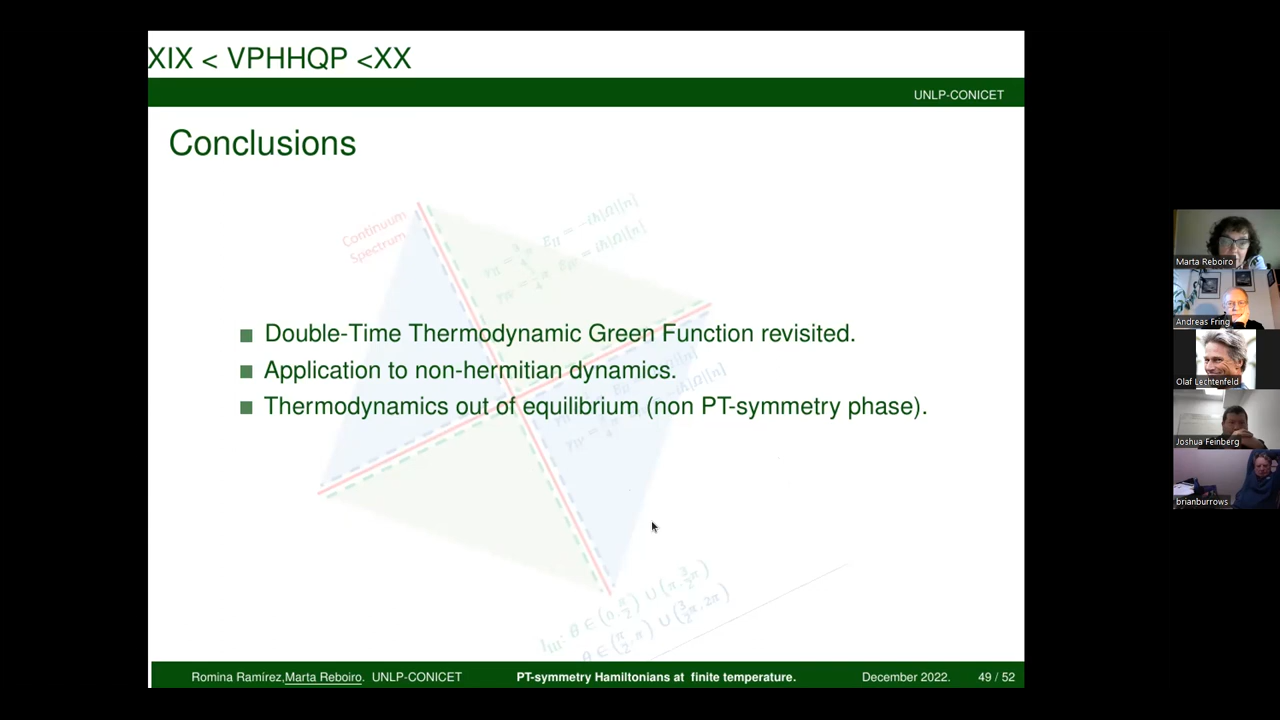 XIX < VPHHQP <XX
UNLP-CONICET
Conclusions
Continuum
Spectrum
Double-Time Thermodynamic Green Function revisited.
Application to non-hermitian dynamics.
Thermodynamics out of equilibrium (non PT-symmetry phase).
Romina Ramírez,Marta Reboiro. UNLP-CONICET
PT-symmetry Hamiltonians at finite temperature.
December 2022.
49 / 52
Marta Reboiro
Andreas Fring
Olaf Lechtenfeld
Joshua Feinberg
brianburrows